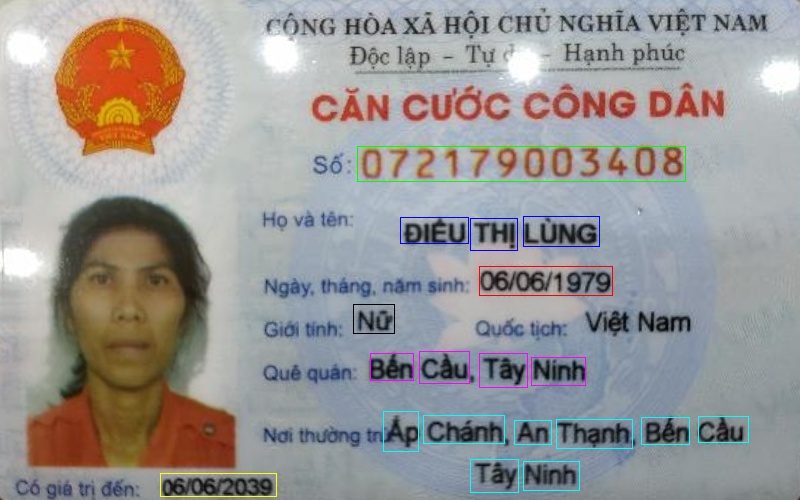 CỘNG HÒA XÃ HỘI CHỦ NGHĨA VIỆT NAM
Độc lập - Tự do - Hạnh phúc
CĂN CƯỚC CÔNG DÂN
Số: 072179003408
Họ và tên: ĐIỂU THỊ LÙNG
Ngày, tháng, năm sinh: 06/06/1979
Giới tính: Nữ Quốc tịch: Việt Nam
Quê quán: Bến Cầu, Tây Ninh
Nơi thường trú: Ấp Chánh, An Thạnh, Bến Cầu
Tây Ninh
Có giá trị đến: 06/06/2039